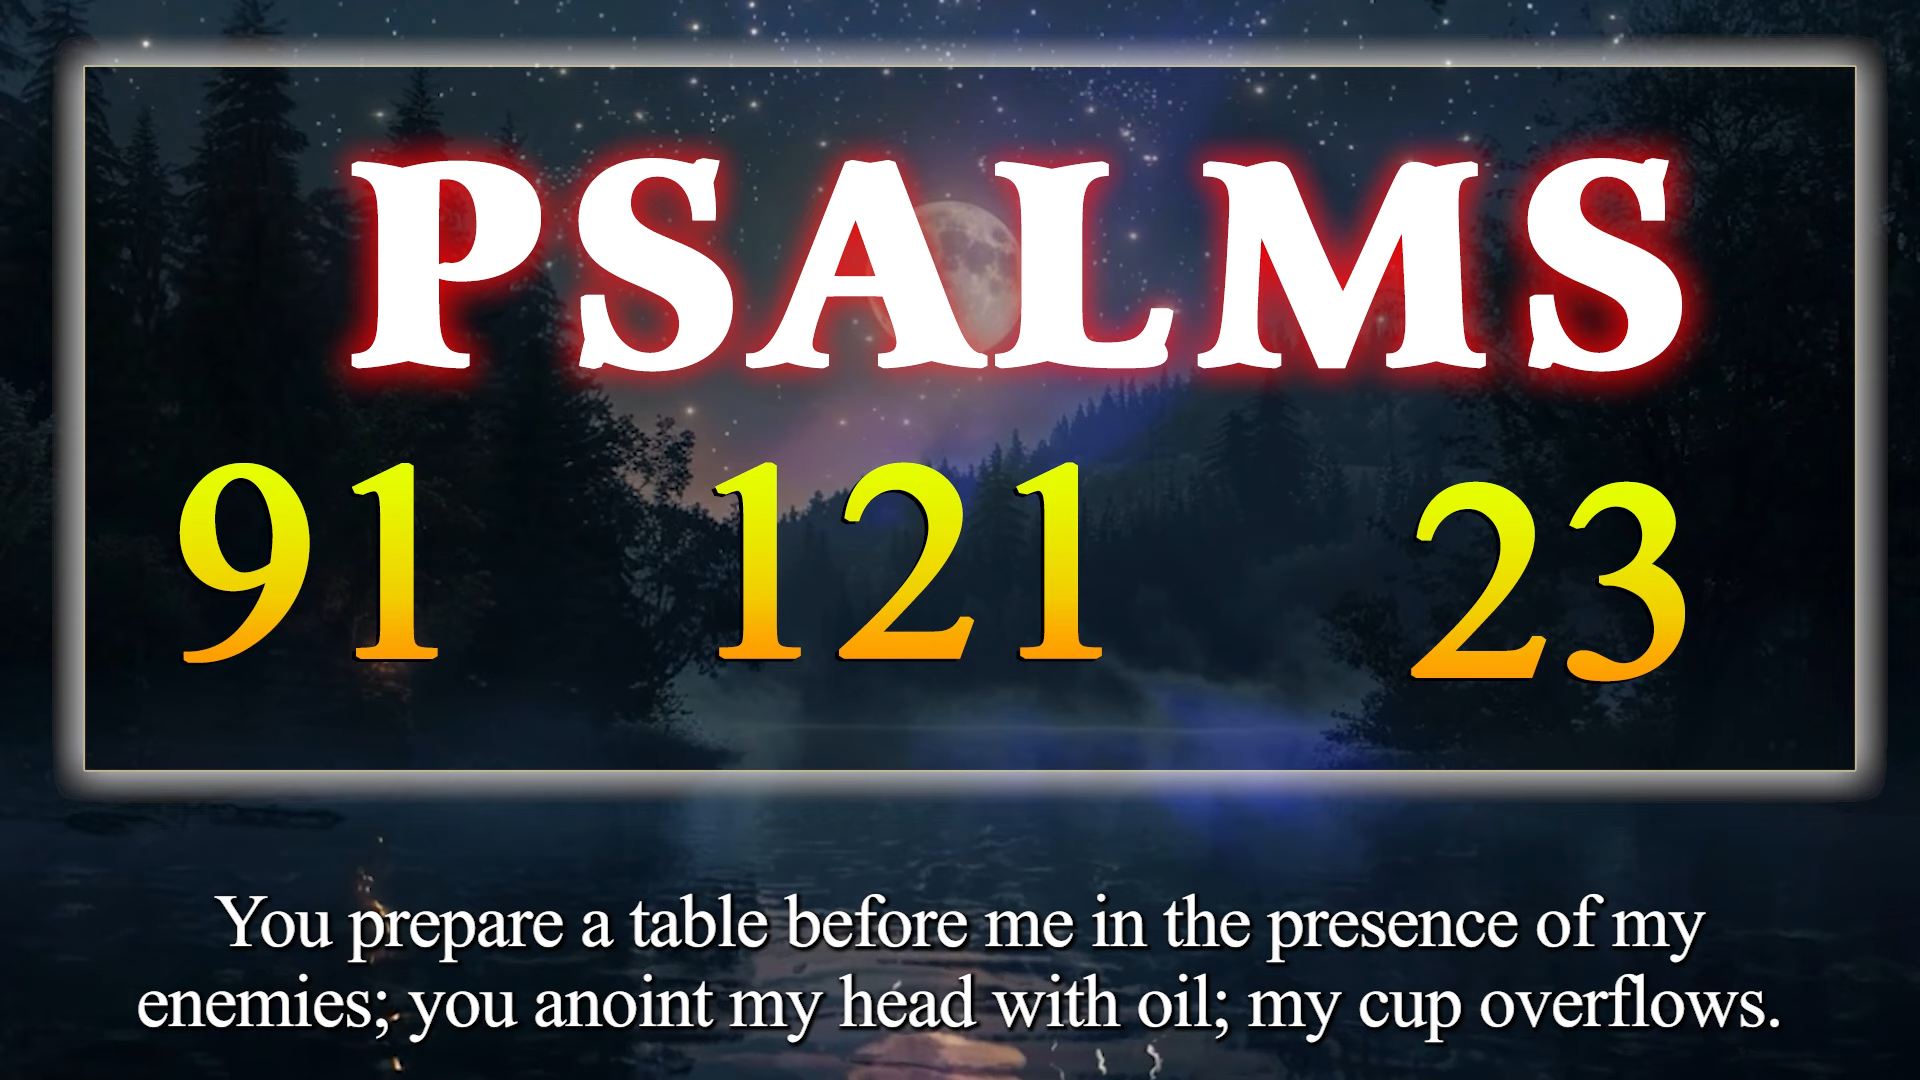 PSALMS
91 121 23
You prepare a table before me in the presence of my
enemies; you anoint my head with oil; my cup overflows.